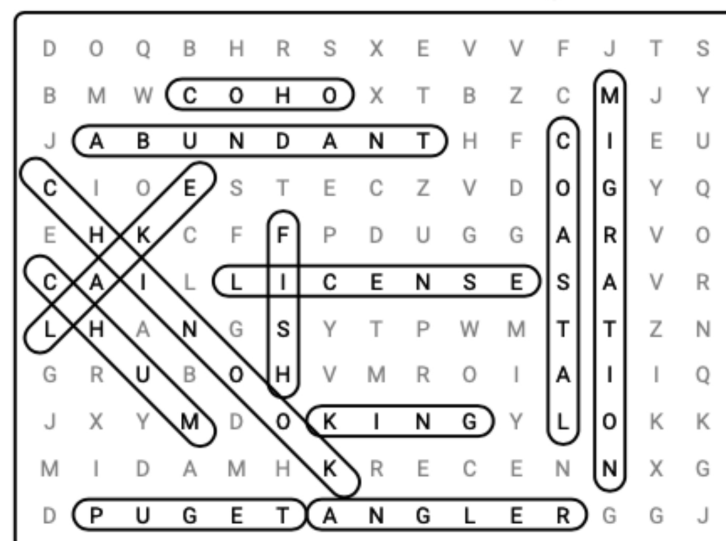 D O Q B H R S X E V V F J T S
B M W C O H O X T B Z C M J Y
J A B U N D A N T H F C I E U
C I O E S T E C Z V D O G Y Q
E H K C F F P D U G G A R V O
C A I L L I C E N S E S A V R
L H A N G S Y T P W M T T Z N
G R U B O H V M R O I A I I Q
J X Y M D O K I N G Y L O K K
M I D A M H K R E C E N N X G
D P U G E T A N G L E R G G J